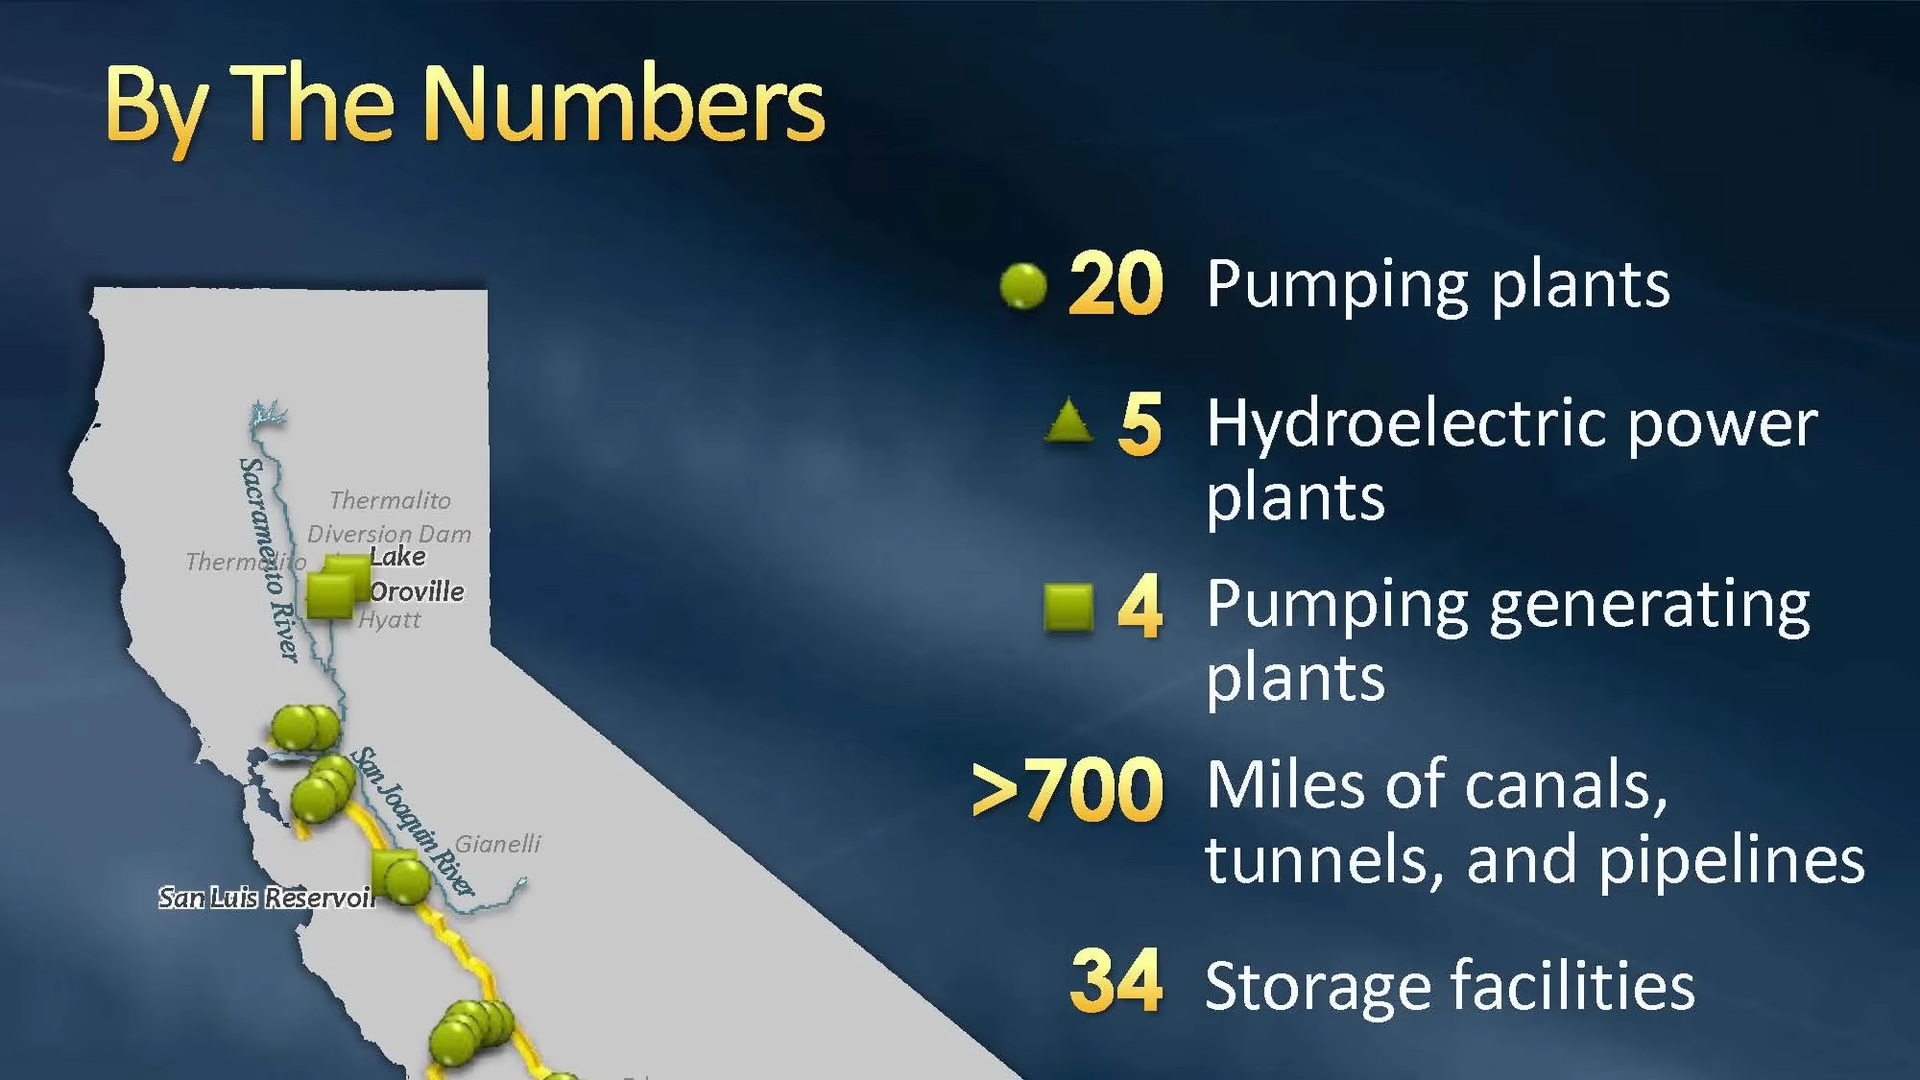 By The Numbers
20 Pumping plants
5 Hydroelectric power
plants
4 Pumping generating
plants
>700 Miles of canals,
tunnels, and pipelines
34 Storage facilities
Sacramento River
Thermalito
Diversion Dam
Thermalito
Lake
Oroville
Hyatt
San Joaquin River
Gianelli
San Luis Reservoir